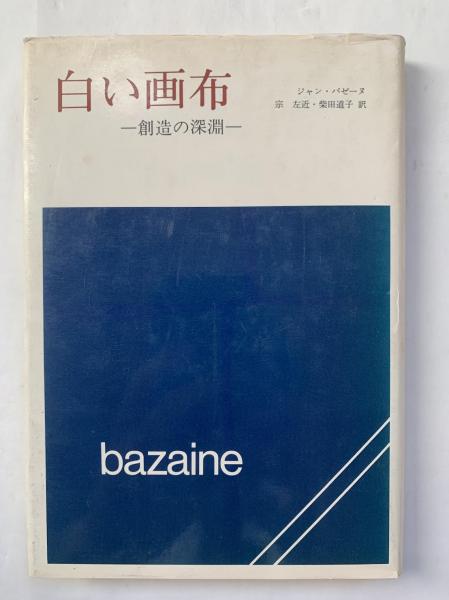 白い画布
―創造の深淵―
ジャン・バゼーヌ
宗 左近・柴田道子 訳
bazaine